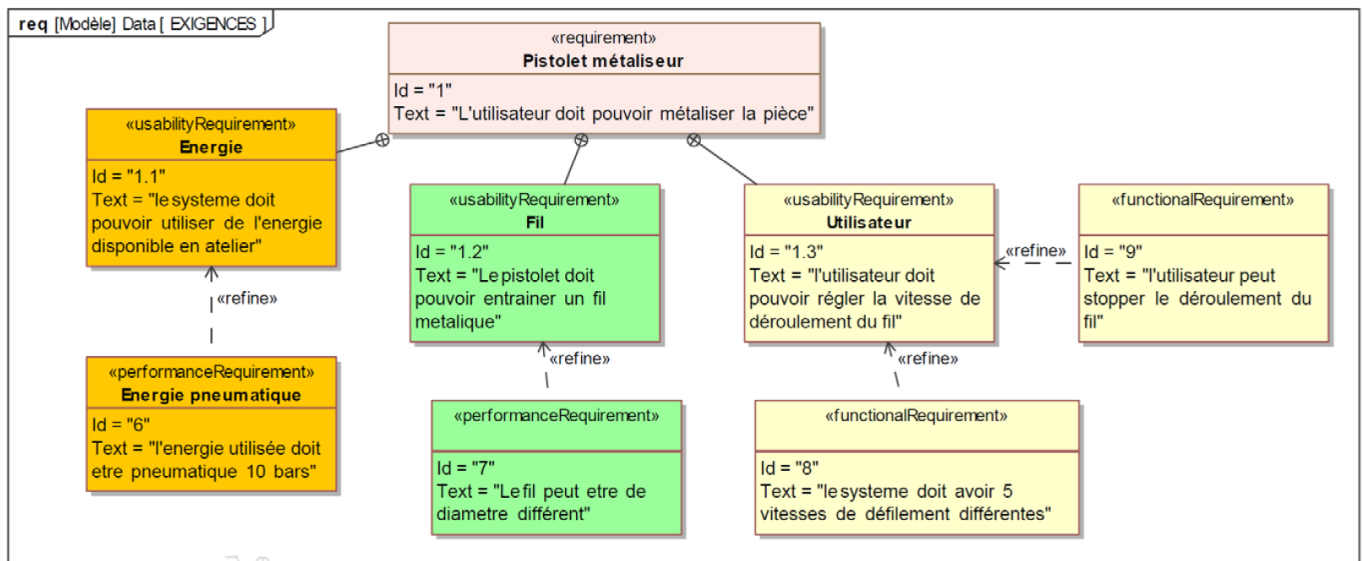 req [Modèle] Data [ EXIGENCES ]
«requirement»
Pistolet métaliseur
Id = "1"
Text = "L'utilisateur doit pouvoir métaliser la pièce"
«usabilityRequirement»
Energie
Id = "1.1"
Text = "le systeme doit
pouvoir utiliser de l'energie
disponible en atelier"
«usabilityRequirement»
Fil
Id = "1.2"
Text = "Le pistolet doit
pouvoir entrainer un fil
metalique"
«usabilityRequirement»
Utilisateur
Id = "1.3"
Text = "l'utilisateur doit
pouvoir régler la vitesse de
déroulement du fil"
«refine»
«functionalRequirement»
Id = "9"
Text = "l'utilisateur peut
stopper le déroulement du
fil"
«refine»
«refine»
«refine»
«performanceRequirement»
Energie pneumatique
Id = "6"
Text = "l'energie utilisée doit
etre pneumatique 10 bars"
«performanceRequirement»
Id = "7"
Text = "Le fil peut etre de
diametre différent"
«functionalRequirement»
Id = "8"
Text = "le systeme doit avoir 5
vitesses de défilement différentes"